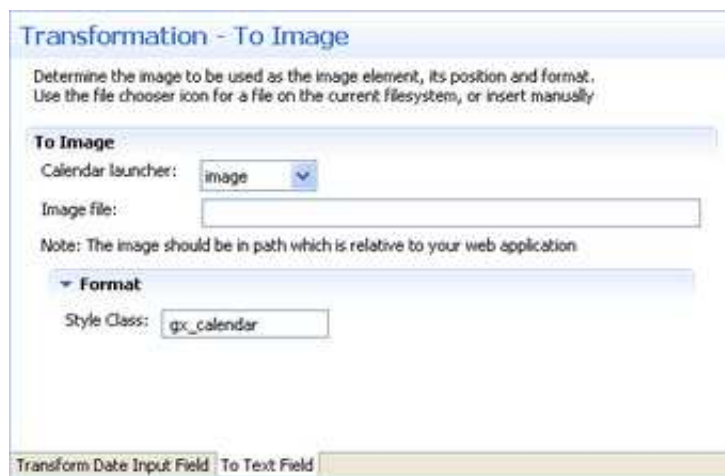 Transformation - To Image
Determine the image to be used as the image element, its position and format.
Use the file chooser icon for a file on the current filesystem, or insert manually
To Image
Calendar launcher: image
Image file:
Note: The image should be in path which is relative to your web application
Format
Style Class: gx_calendar
Transform Date Input Field To Text Field